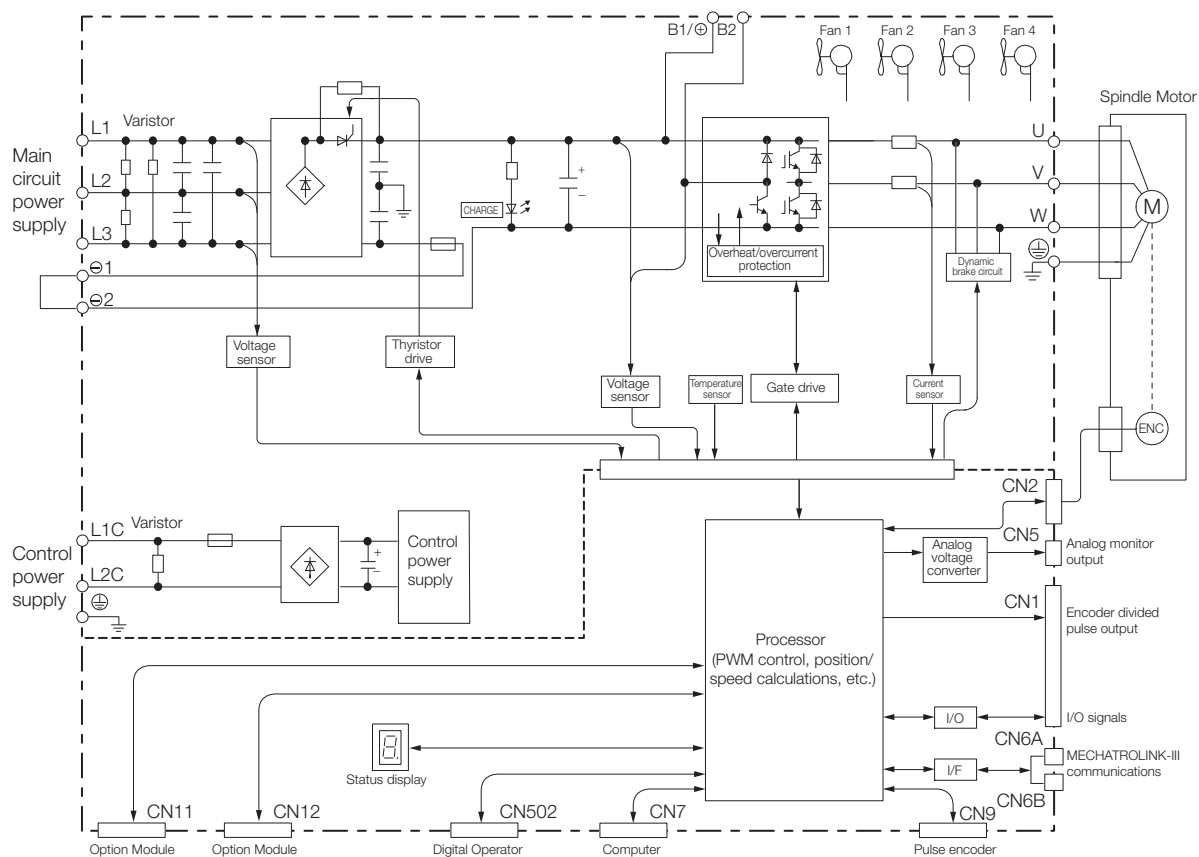 B1/⊕ B2
Fan 1
Fan 2
Fan 3
Fan 4
Spindle Motor
Main
circuit
power
supply
L1
Varistor
L2
L3
⊖1
⊖2
CHARGE
+
−
Overheat/overcurrent
protection
U
V
W
M
Dynamic
brake circuit
Voltage
sensor
Thyristor
drive
Voltage
sensor
Temperature
sensor
Gate drive
Current
sensor
ENC
Control
power
supply
L1C
Varistor
L2C
+
−
Control
power
supply
CN2
CN5
Analog
voltage
converter
Analog monitor
output
CN1
Encoder divided
pulse output
Processor
(PWM control, position/
speed calculations, etc.)
I/O
I/O signals
CN6A
I/F
MECHATROLINK-III
communications
CN6B
8.
Status display
CN11
CN12
CN502
CN7
CN9
Option Module
Option Module
Digital Operator
Computer
Pulse encoder